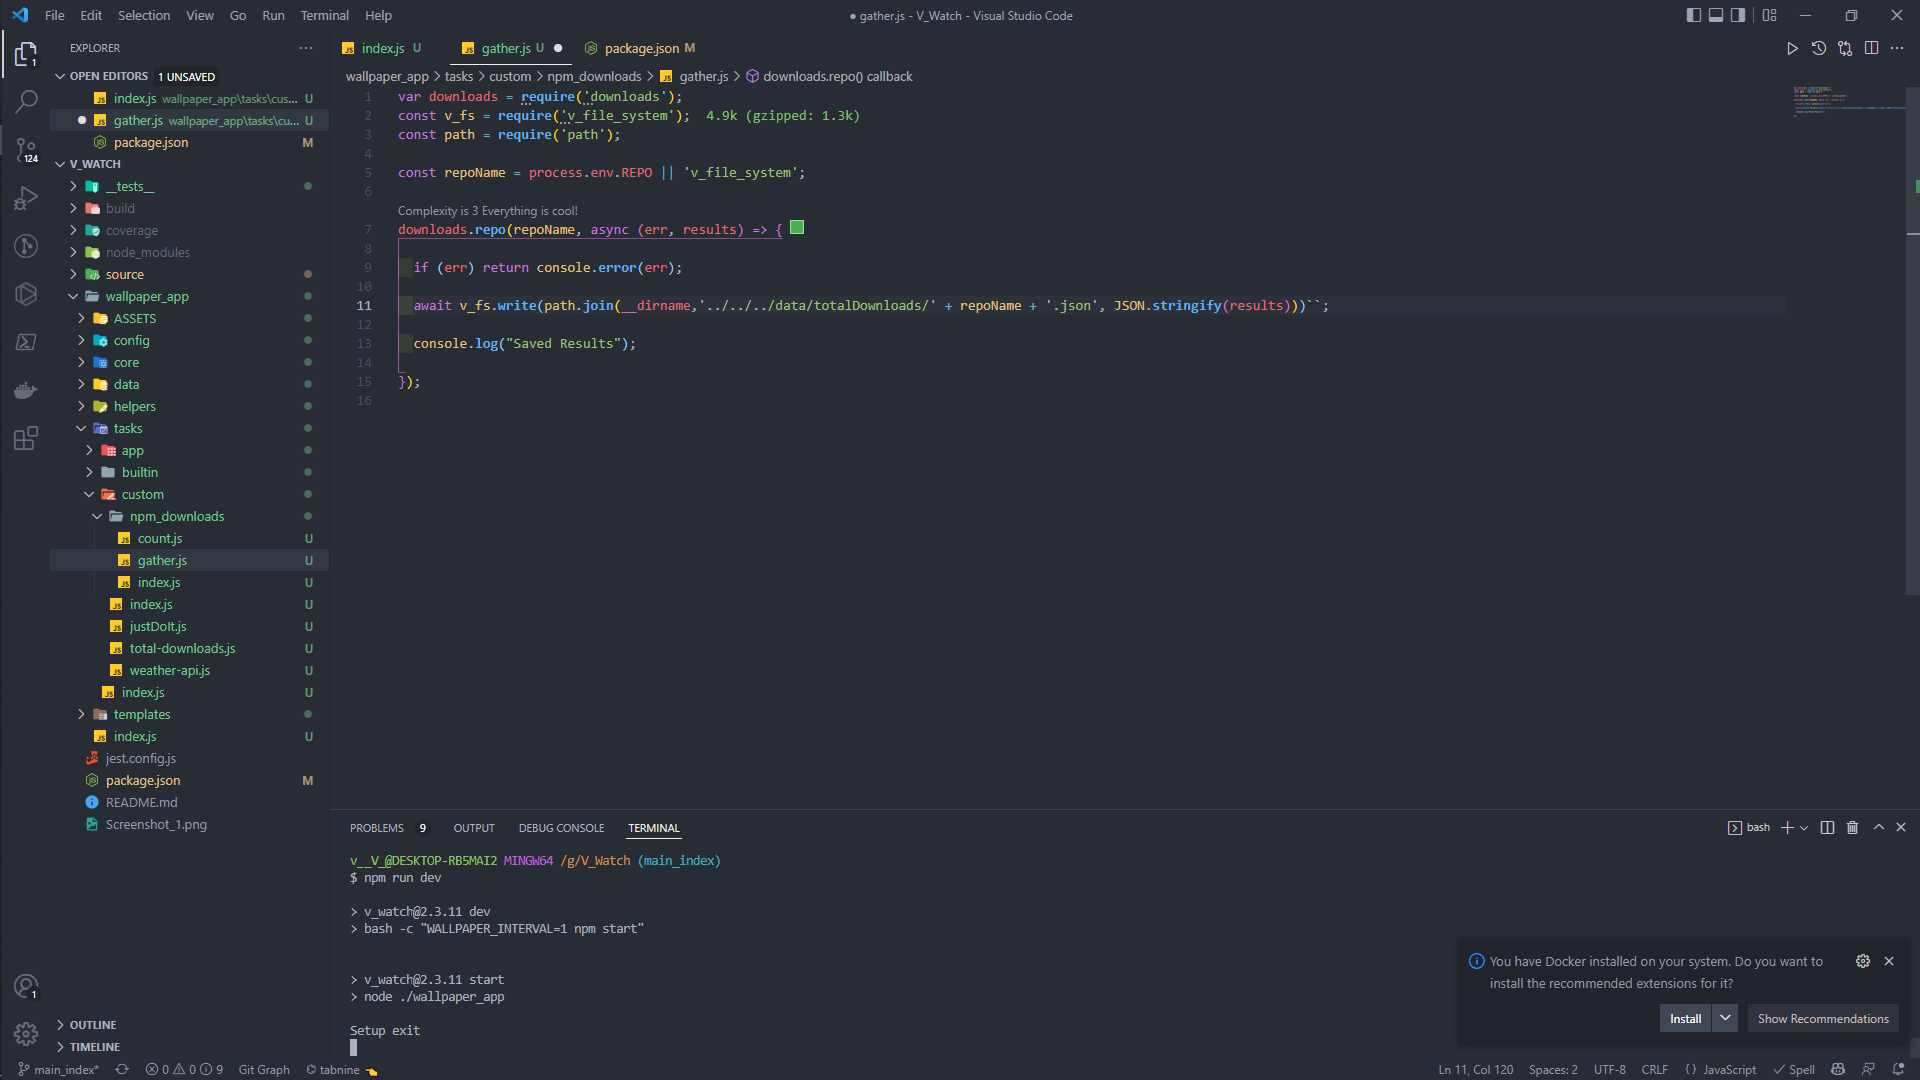 File Edit Selection View Go Run Terminal Help
● gather.js - V_Watch - Visual Studio Code
EXPLORER
OPEN EDITORS 1 UNSAVED
index.js wallpaper_app\tasks\cus... U
gather.js wallpaper_app\tasks\cu... U
package.json M
V_WATCH
__tests__
build
coverage
node_modules
source
wallpaper_app
ASSETS
config
core
data
helpers
tasks
app
builtin
custom
npm_downloads
count.js U
gather.js U
index.js U
index.js U
justDoIt.js U
total-downloads.js U
weather-api.js U
index.js U
templates
index.js U
jest.config.js
package.json M
README.md
Screenshot_1.png
OUTLINE
TIMELINE
1
124
1
index.js U gather.js U package.json M
wallpaper_app > tasks > custom > npm_downloads > gather.js > downloads.repo() callback
1 var downloads = require('downloads');
2 const v_fs = require('v_file_system'); 4.9k (gzipped: 1.3k)
3 const path = require('path');
4
5 const repoName = process.env.REPO || 'v_file_system';
6
Complexity is 3 Everything is cool!
7 downloads.repo(repoName, async (err, results) => {
8
9 if (err) return console.error(err);
10
11 await v_fs.write(path.join(__dirname,'../../../data/totalDownloads/' + repoName + '.json', JSON.stringify(results)))``;
12
13 console.log("Saved Results");
14
15 });
16
PROBLEMS 9 OUTPUT DEBUG CONSOLE TERMINAL
bash
v__V_@DESKTOP-RB5MAI2 MINGW64 /g/V_Watch (main_index)
$ npm run dev
> v_watch@2.3.11 dev
> bash -c "WALLPAPER_INTERVAL=1 npm start"
> v_watch@2.3.11 start
> node ./wallpaper_app
Setup exit
You have Docker installed on your system. Do you want to
install the recommended extensions for it?
Install Show Recommendations
main_index* 0 0 9 Git Graph tabnine
Ln 11, Col 120 Spaces: 2 UTF-8 CRLF {} JavaScript Spell